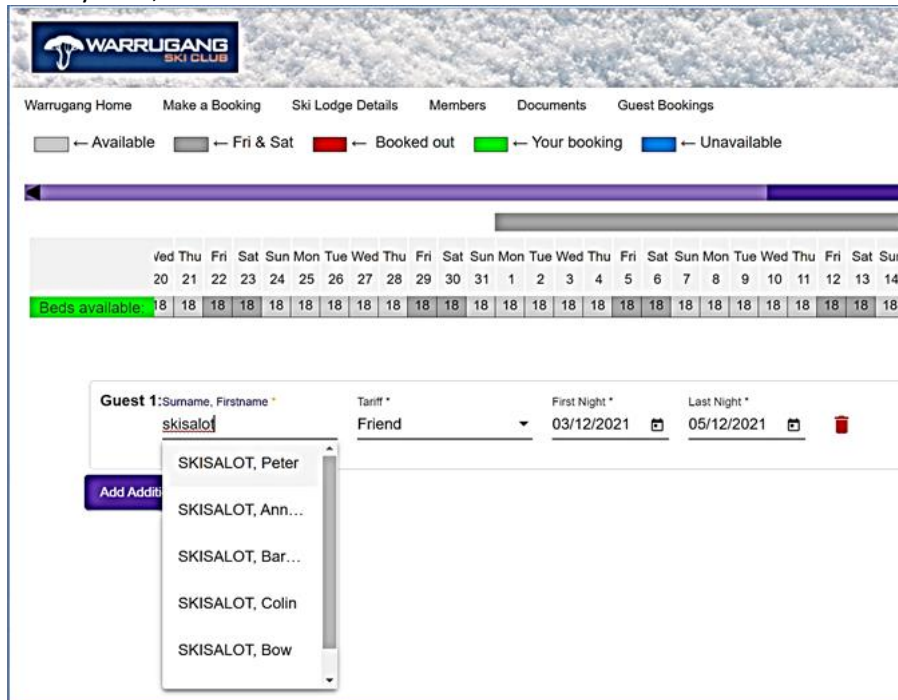 WARRUGANG
SKI CLUB
Warrugang Home Make a Booking Ski Lodge Details Members Documents Guest Bookings
← Available ← Fri & Sat ← Booked out ← Your booking ← Unavailable
Thu Fri Sat Sun Mon Tue Wed Thu Fri Sat Sun Mon Tue Wed Thu Fri Sat Sun Mon Tue Wed Thu Fri Sat
20 21 22 23 24 25 26 27 28 29 30 31 1 2 3 4 5 6 7 8 9 10 11 12 13 14
Beds available: 18 18 18 18 18 18 18 18 18 18 18 18 18 18 18 18 18 18 18 18 18 18 18 18 18 18
Guest 1: Surname, Firstname * Tariff * First Night * Last Night *
skisalot Friend 03/12/2021 05/12/2021
SKISALOT, Peter
Add
SKISALOT, Ann...
SKISALOT, Bar...
SKISALOT, Colin
SKISALOT, Bow